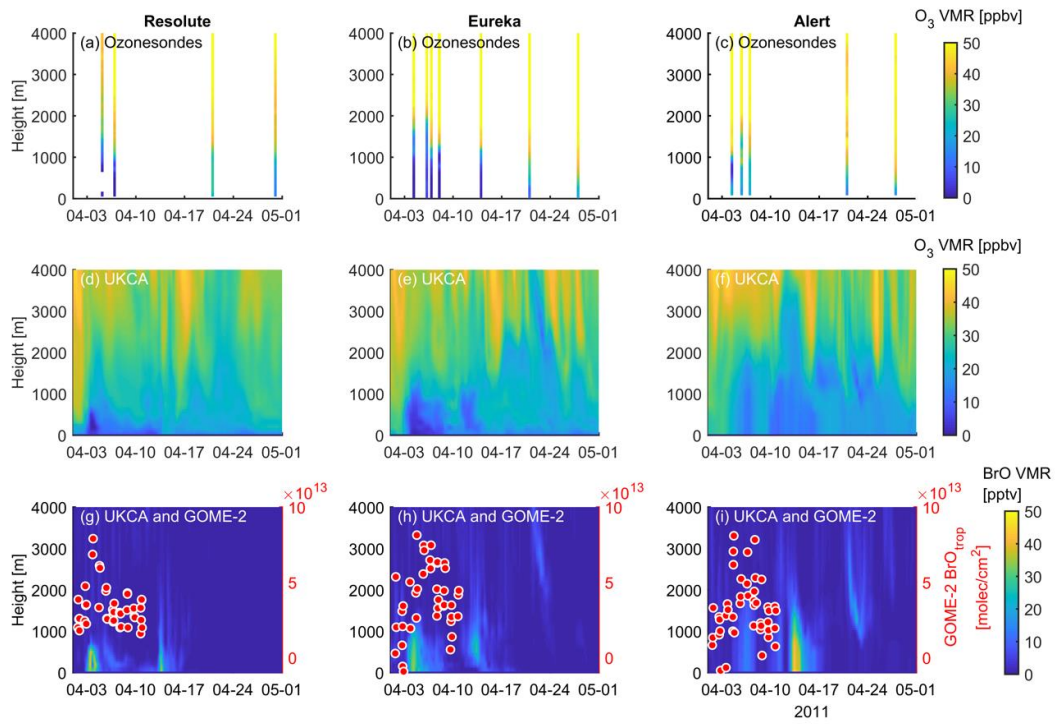 Resolute
Eureka
Alert
O3 VMR [ppbv]
(a) Ozonesondes
(b) Ozonesondes
(c) Ozonesondes
Height [m]
4000
3000
2000
1000
0
4000
3000
2000
1000
0
4000
3000
2000
1000
0
50
40
30
20
10
0
04-03 04-10 04-17 04-24 05-01
04-03 04-10 04-17 04-24 05-01
04-03 04-10 04-17 04-24 05-01
O3 VMR [ppbv]
(d) UKCA
(e) UKCA
(f) UKCA
Height [m]
4000
3000
2000
1000
0
4000
3000
2000
1000
0
4000
3000
2000
1000
0
50
40
30
20
10
0
04-03 04-10 04-17 04-24 05-01
04-03 04-10 04-17 04-24 05-01
04-03 04-10 04-17 04-24 05-01
BrO VMR
[pptv]
(g) UKCA and GOME-2
(h) UKCA and GOME-2
(i) UKCA and GOME-2
Height [m]
4000
3000
2000
1000
0
×10^13
10
5
0
4000
3000
2000
1000
0
×10^13
10
5
0
4000
3000
2000
1000
0
×10^13
10
5
0
GOME-2 BrOtrop
[molec/cm2]
50
40
30
20
10
0
04-03 04-10 04-17 04-24 05-01
04-03 04-10 04-17 04-24 05-01
04-03 04-10 04-17 04-24 05-01
2011